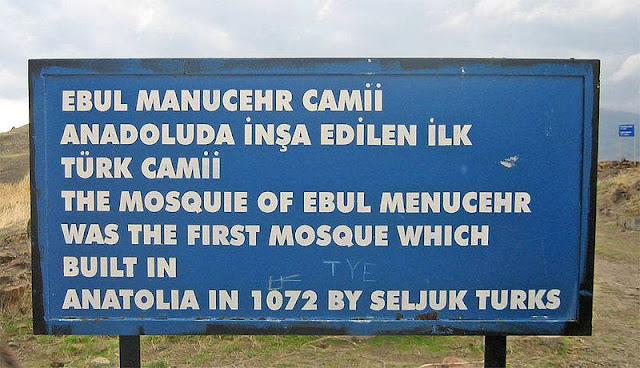 EBUL MANUCEHR CAMİİ
ANADOLUDA İNŞA EDİLEN İLK
TÜRK CAMİİ
THE MOSQUIE OF EBUL MENUCEHR
WAS THE FIRST MOSQUE WHICH
BUILT IN
TYE
ANATOLIA IN 1072 BY SELJUK TURKS